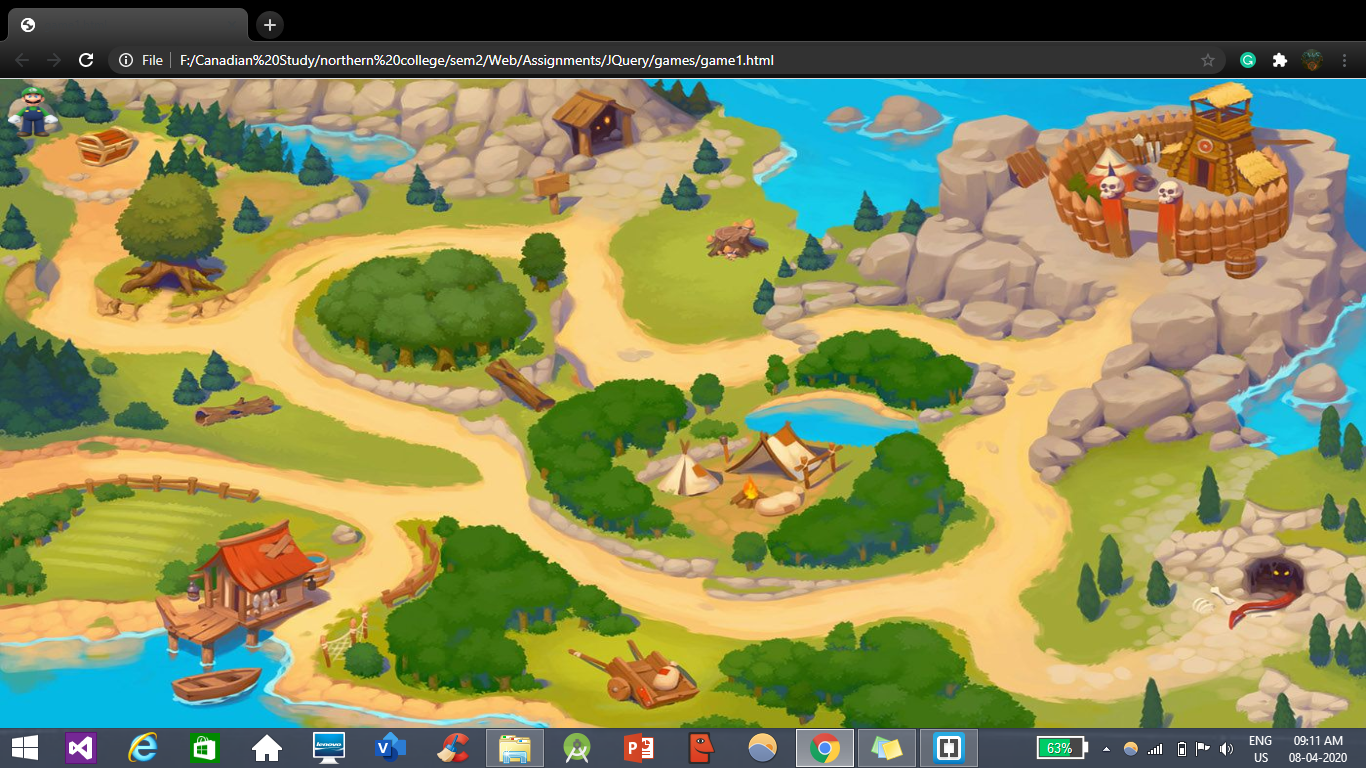 File F:/Canadian%20Study/northern%20college/sem2/Web/Assignments/JQuery/games/game1.html
lenovo
63%
ENG
US
09:11 AM
08-04-2020